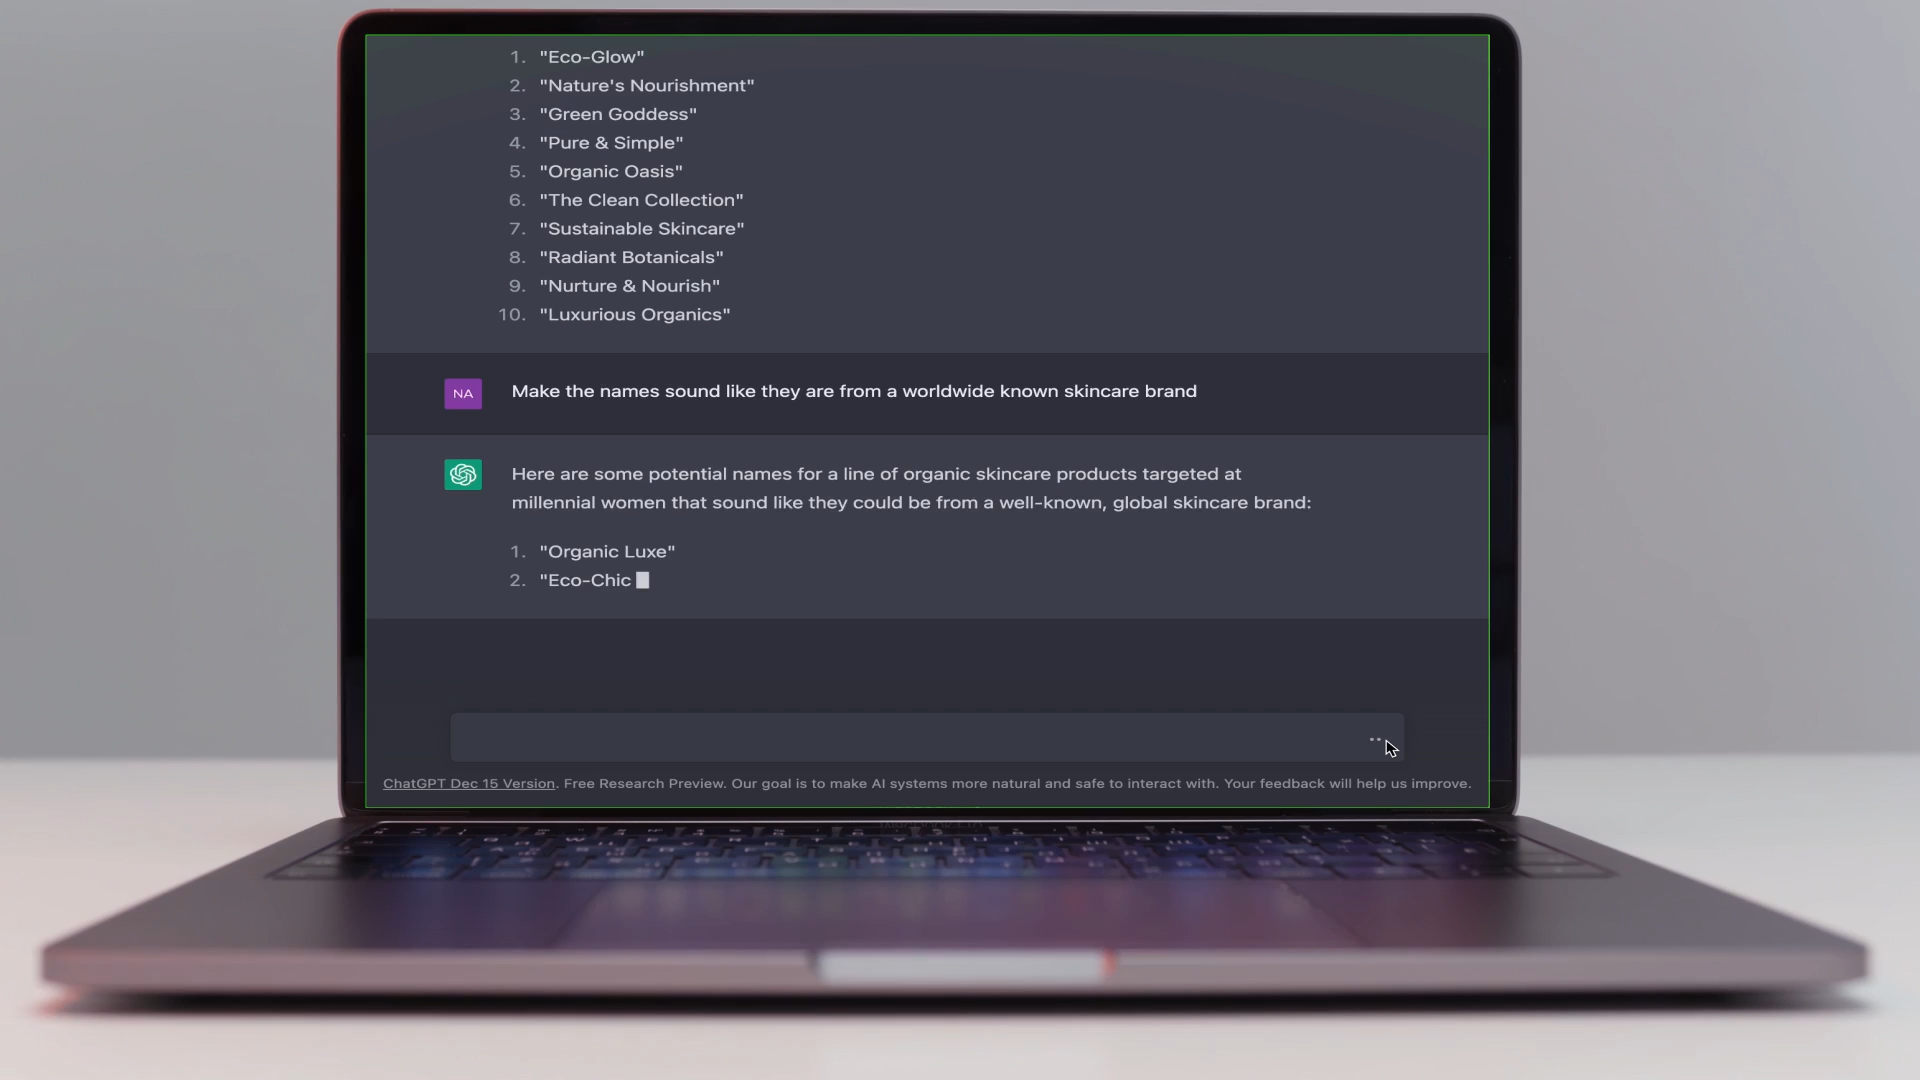 1. "Eco-Glow"
2. "Nature's Nourishment"
3. "Green Goddess"
4. "Pure & Simple"
5. "Organic Oasis"
6. "The Clean Collection"
7. "Sustainable Skincare"
8. "Radiant Botanicals"
9. "Nurture & Nourish"
10. "Luxurious Organics"
NA Make the names sound like they are from a worldwide known skincare brand
Here are some potential names for a line of organic skincare products targeted at
millennial women that sound like they could be from a well-known, global skincare brand:
1. "Organic Luxe"
2. "Eco-Chic
ChatGPT Dec 15 Version. Free Research Preview. Our goal is to make AI systems more natural and safe to interact with. Your feedback will help us improve.